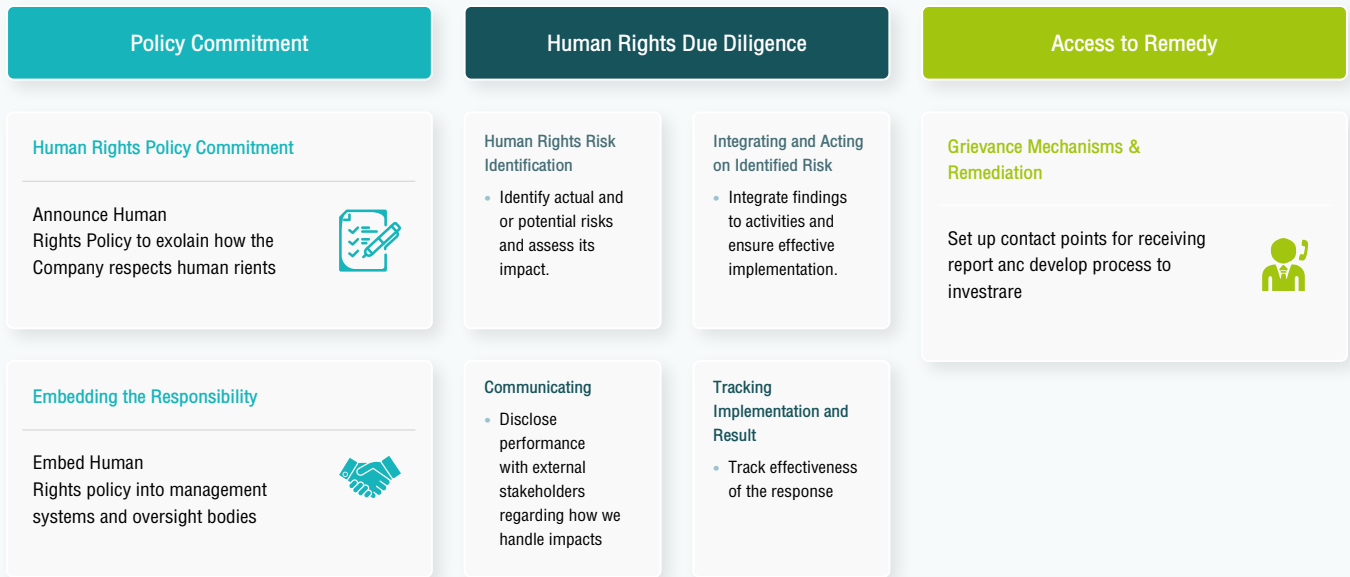 Policy Commitment
Human Rights Policy Commitment
Announce Human
Rights Policy to exolain how the
Company respects human rients
Embedding the Responsibility
Embed Human
Rights policy into management
systems and oversight bodies
Human Rights Due Diligence
Human Rights Risk
Identification
• Identify actual and
or potential risks
and assess its
impact.
Integrating and Acting
on Identified Risk
• Integrate findings
to activities and
ensure effective
implementation.
Communicating
• Disclose
performance
with external
stakeholders
regarding how we
handle impacts
Tracking
Implementation and
Result
• Track effectiveness
of the response
Access to Remedy
Grievance Mechanisms &
Remediation
Set up contact points for receiving
report anc develop process to
investrare